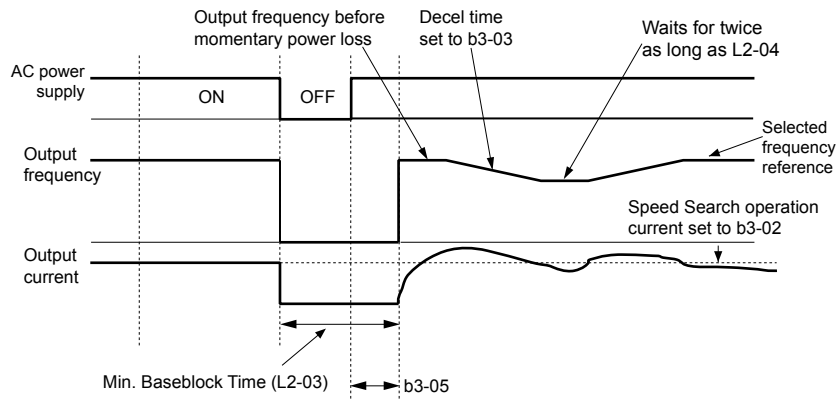 Output frequency before
momentary power loss
Decel time
set to b3-03
Waits for twice
as long as L2-04
AC power
supply
ON
OFF
Output
frequency
Selected
frequency
reference
Speed Search operation
current set to b3-02
Output
current
Min. Baseblock Time (L2-03)
b3-05